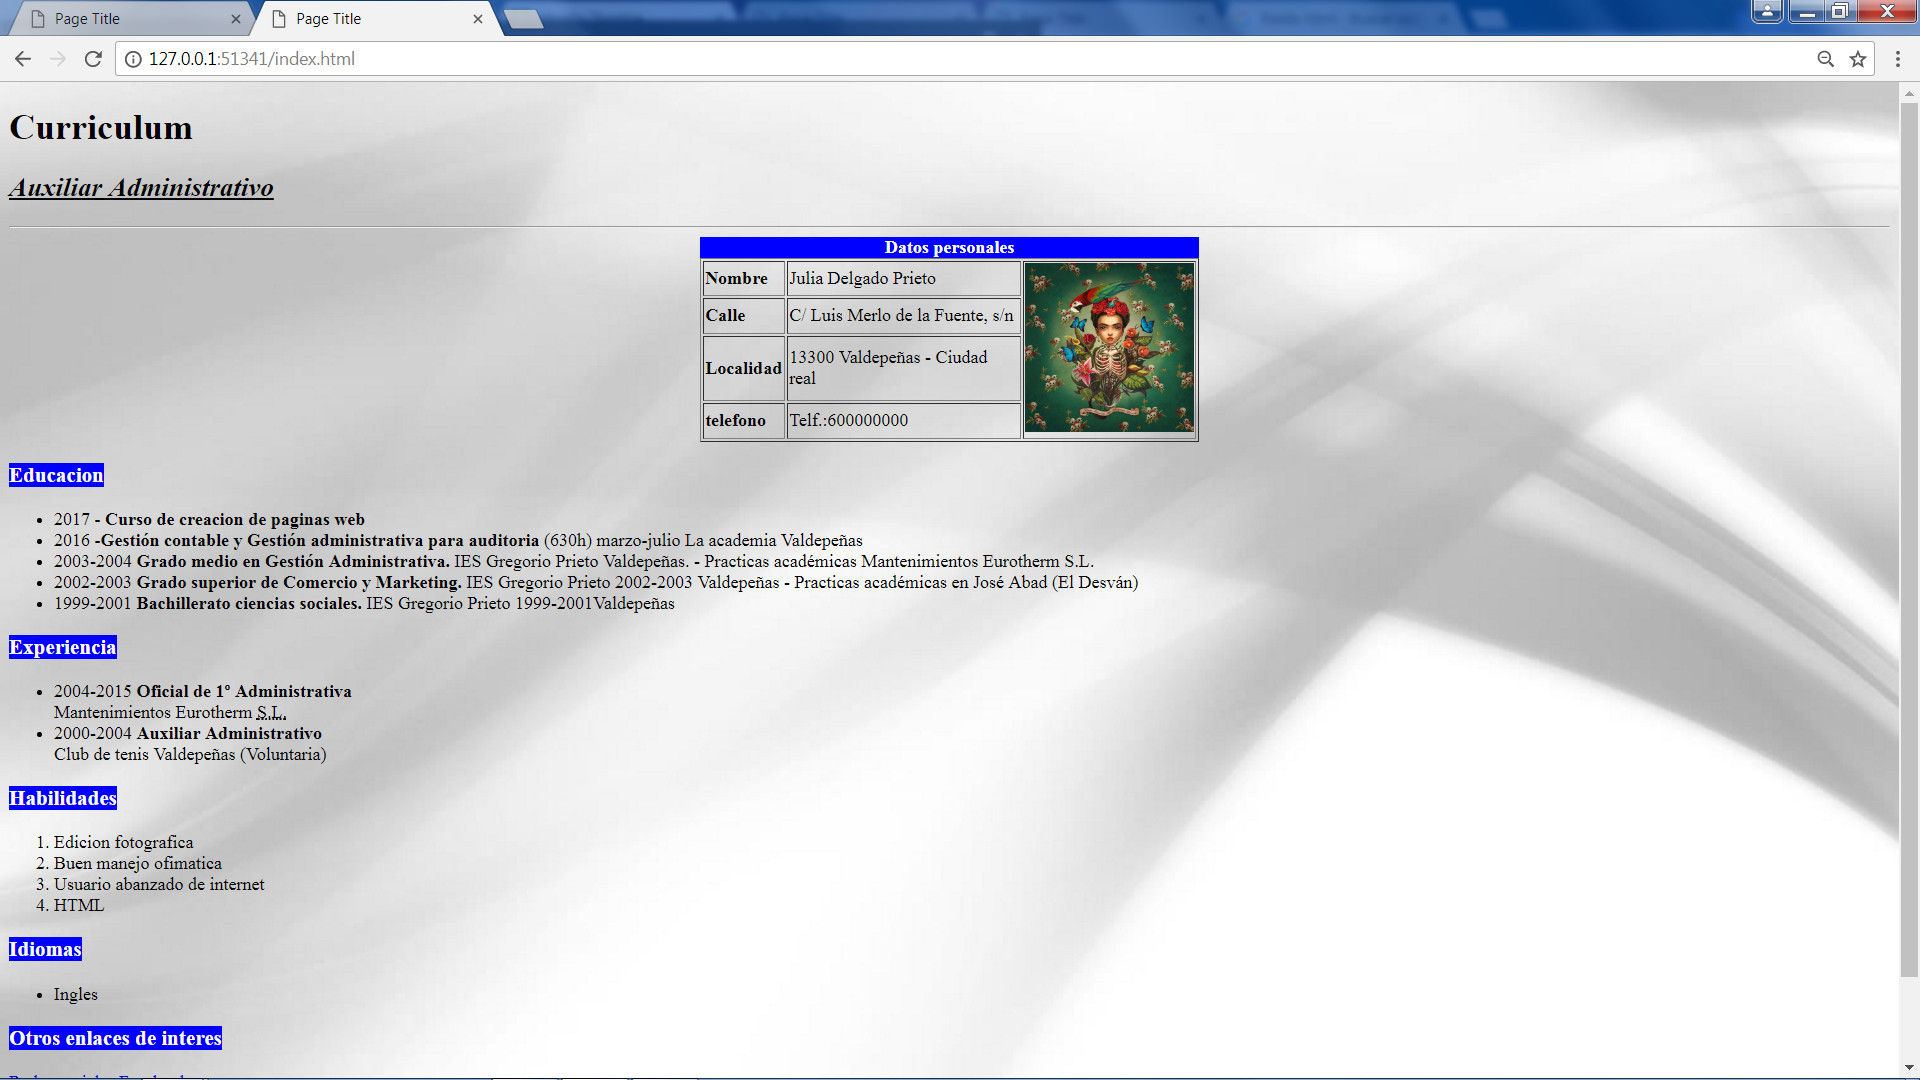 Page Title
Page Title
127.0.0.1:51341/index.html
Curriculum
Auxiliar Administrativo
Datos personales
Nombre Julia Delgado Prieto
Calle C/ Luis Merlo de la Fuente, s/n
Localidad 13300 Valdepeñas - Ciudad
real
telefono Telf.:600000000
Educacion
2017 - Curso de creacion de paginas web
2016 -Gestión contable y Gestión administrativa para auditoria (630h) marzo-julio La academia Valdepeñas
2003-2004 Grado medio en Gestión Administrativa. IES Gregorio Prieto Valdepeñas. - Practicas académicas Mantenimientos Eurotherm S.L.
2002-2003 Grado superior de Comercio y Marketing. IES Gregorio Prieto 2002-2003 Valdepeñas - Practicas académicas en José Abad (El Desván)
1999-2001 Bachillerato ciencias sociales. IES Gregorio Prieto 1999-2001Valdepeñas
Experiencia
2004-2015 Oficial de 1º Administrativa
Mantenimientos Eurotherm S.L.
2000-2004 Auxiliar Administrativo
Club de tenis Valdepeñas (Voluntaria)
Habilidades
1. Edicion fotografica
2. Buen manejo ofimatica
3. Usuario abanzado de internet
4. HTML
Idiomas
Ingles
Otros enlaces de interes